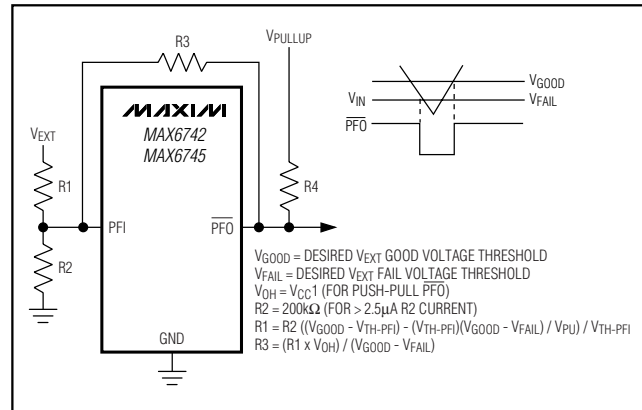 R3
VPULLUP
VGOOD
VIN
VFAIL
PFO
MAXIM
MAX6742
MAX6745
VEXT
R1
R4
PFI
PFO
R2
GND
VGOOD = DESIRED VEXT GOOD VOLTAGE THRESHOLD
VFAIL = DESIRED VEXT FAIL VOLTAGE THRESHOLD
VOH = VCC1 (FOR PUSH-PULL PFO)
R2 = 200kΩ (FOR > 2.5µA R2 CURRENT)
R1 = R2 ((VGOOD - VTH-PFI) - (VTH-PFI)(VGOOD - VFAIL) / VPU) / VTH-PFI
R3 = (R1 x VOH) / (VGOOD - VFAIL)